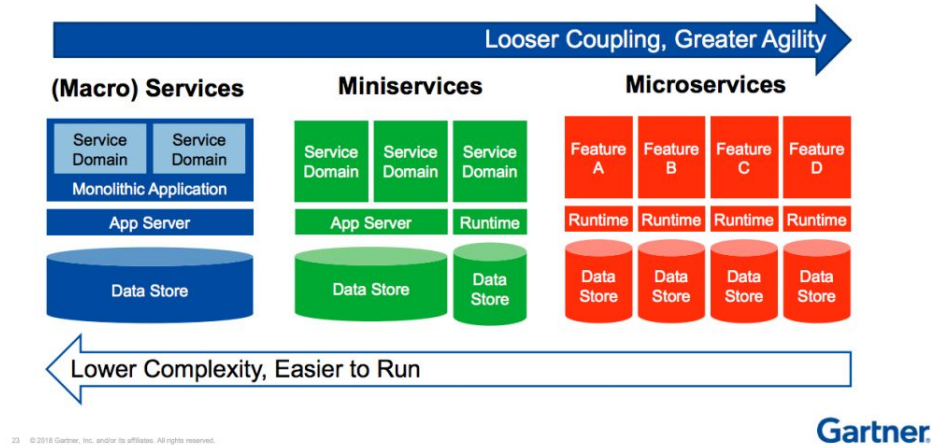 Looser Coupling, Greater Agility
(Macro) Services
Service
Domain
Service
Domain
Monolithic Application
App Server
Data Store
Miniservices
Service
Domain
Service
Domain
Service
Domain
App Server
Runtime
Data Store
Data
Store
Microservices
Feature
A
Feature
B
Feature
C
Feature
D
Runtime
Runtime
Runtime
Runtime
Data
Store
Data
Store
Data
Store
Data
Store
Lower Complexity, Easier to Run
23 © 2018 Gartner, Inc. and/or its affiliates. All rights reserved.
Gartner.